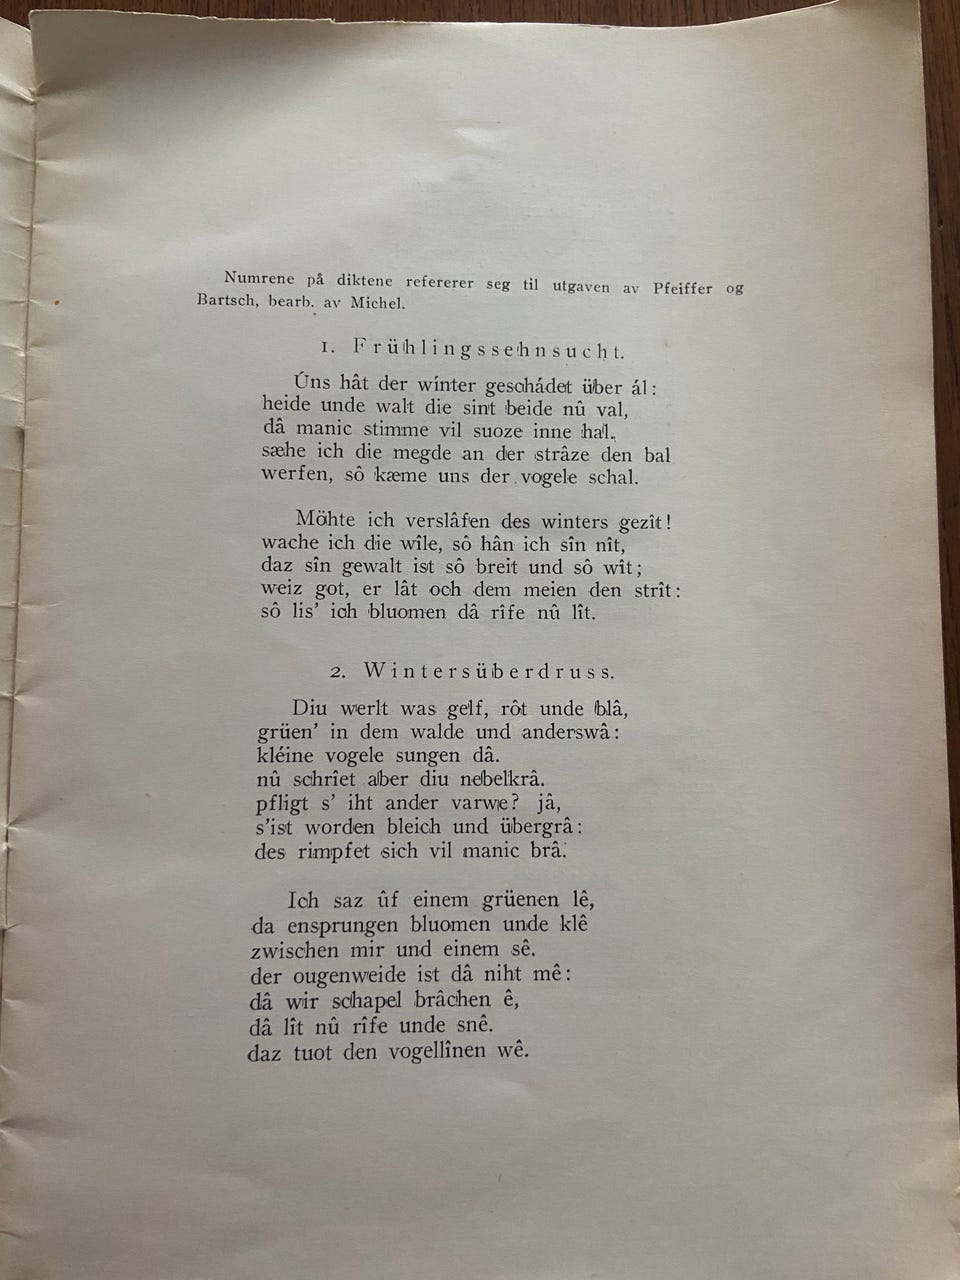 Numrene på diktene refererer seg til utgaven av Pfeiffer og
Bartsch, bearb. av Michel.
1. Frühlingssehnsucht.
Úns hât der wínter geschádet über ál:
heide unde walt die sint beide nû val,
dâ manic stimme vil suoze inne hal.
sæhe ich die megde an der strâze den bal
werfen, sô kæme uns der vogele schal.
Möhte ich verslâfen des winters gezît!
wache ich die wîle, sô hân ich sîn nît,
daz sîn gewalt ist sô breit und sô wît;
weiz got, er lât och dem meien den strît:
sô lis' ich bluomen dâ rîfe nû lît.
2. Wintersüberdruss.
Diu werlt was gelf, rôt unde blâ,
grüen' in dem walde und anderswâ:
kléine vogele sungen dâ.
nû schrîet aber diu nebelkrâ.
pfligt s' iht ander varwe? jâ,
s'ist worden bleich und übergrâ:
des rimpfet sich vil manic brâ.
Ich saz ûf einem grüenen lê,
da ensprungen bluomen unde klê
zwischen mir und einem sê.
der ougenweide ist dâ niht mê:
dâ wir schapel brâchen ê,
dâ lît nû rîfe unde snê.
daz tuot den vogellînen wê.